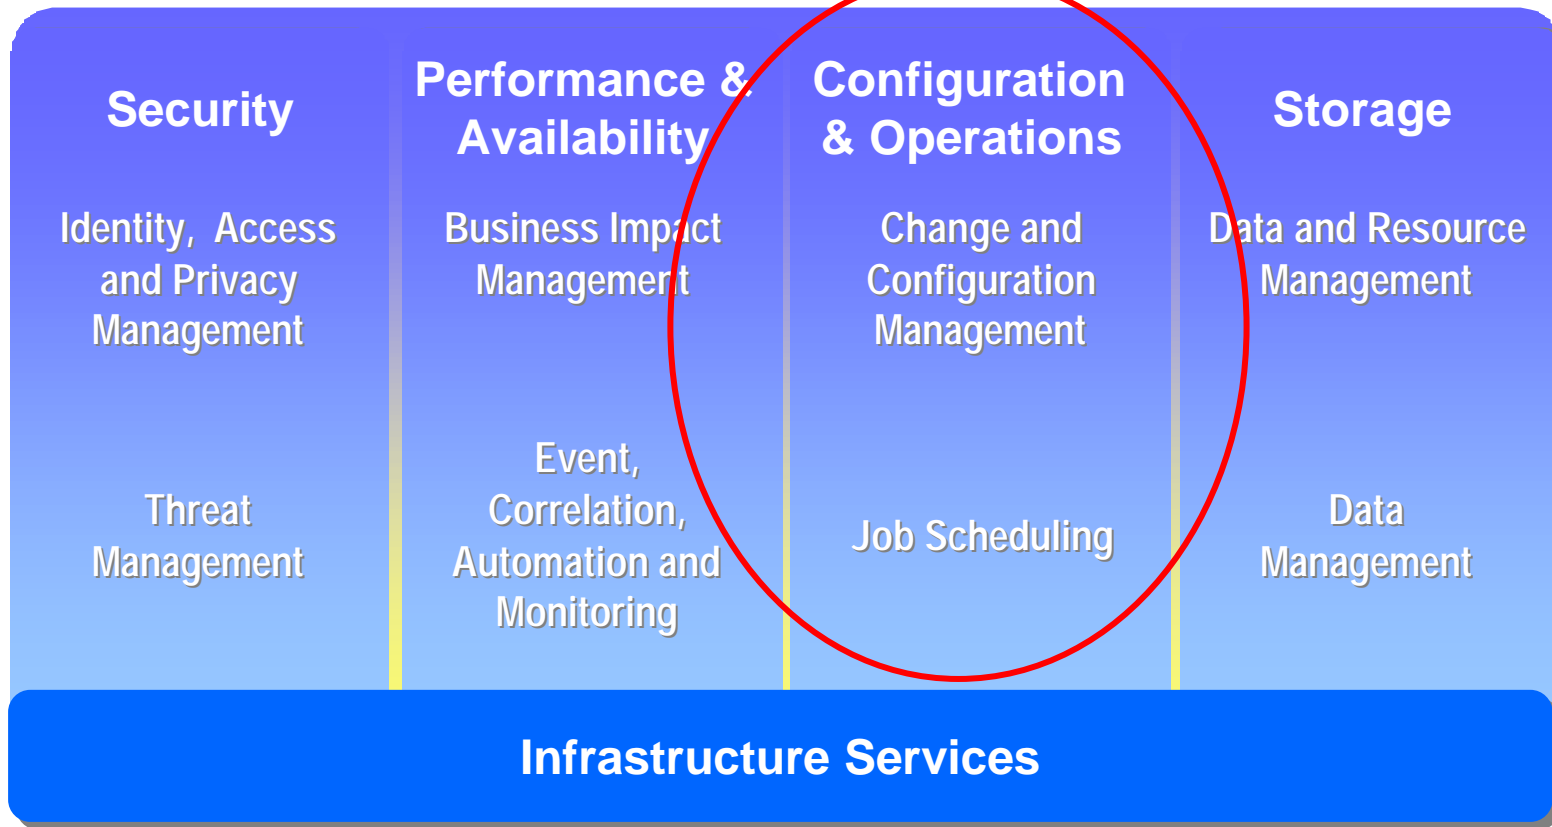 Security
Identity, Access
and Privacy
Management
Threat
Management
Performance &
Availability
Business Impact
Management
Event,
Correlation,
Automation and
Monitoring
Configuration
& Operations
Change and
Configuration
Management
Job Scheduling
Storage
Data and Resource
Management
Data
Management
Infrastructure Services